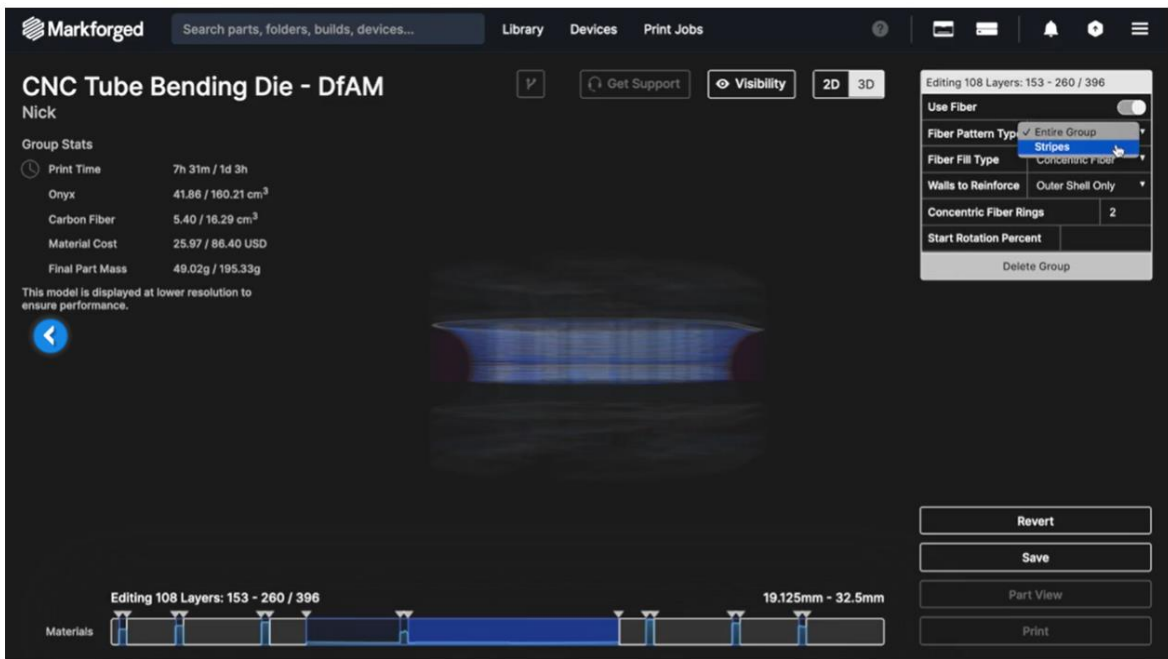 Markforged
Search parts, folders, builds, devices...
Library
Devices
Print Jobs
CNC Tube Bending Die - DfAM
Nick
Get Support
Visibility
2D
3D
Group Stats
Print Time 7h 31m / 1d 3h
Onyx 41.86 / 160.21 cm³
Carbon Fiber 5.40 / 16.29 cm³
Material Cost 25.97 / 86.40 USD
Final Part Mass 49.02g / 195.33g
This model is displayed at lower resolution to
ensure performance.
Editing 108 Layers: 153 - 260 / 396
Use Fiber
Fiber Pattern Type ✓ Entire Group
Stripes
Fiber Fill Type Concentric Fiber
Walls to Reinforce Outer Shell Only
Concentric Fiber Rings 2
Start Rotation Percent
Delete Group
Revert
Save
Part View
Print
Editing 108 Layers: 153 - 260 / 396
19.125mm - 32.5mm
Materials